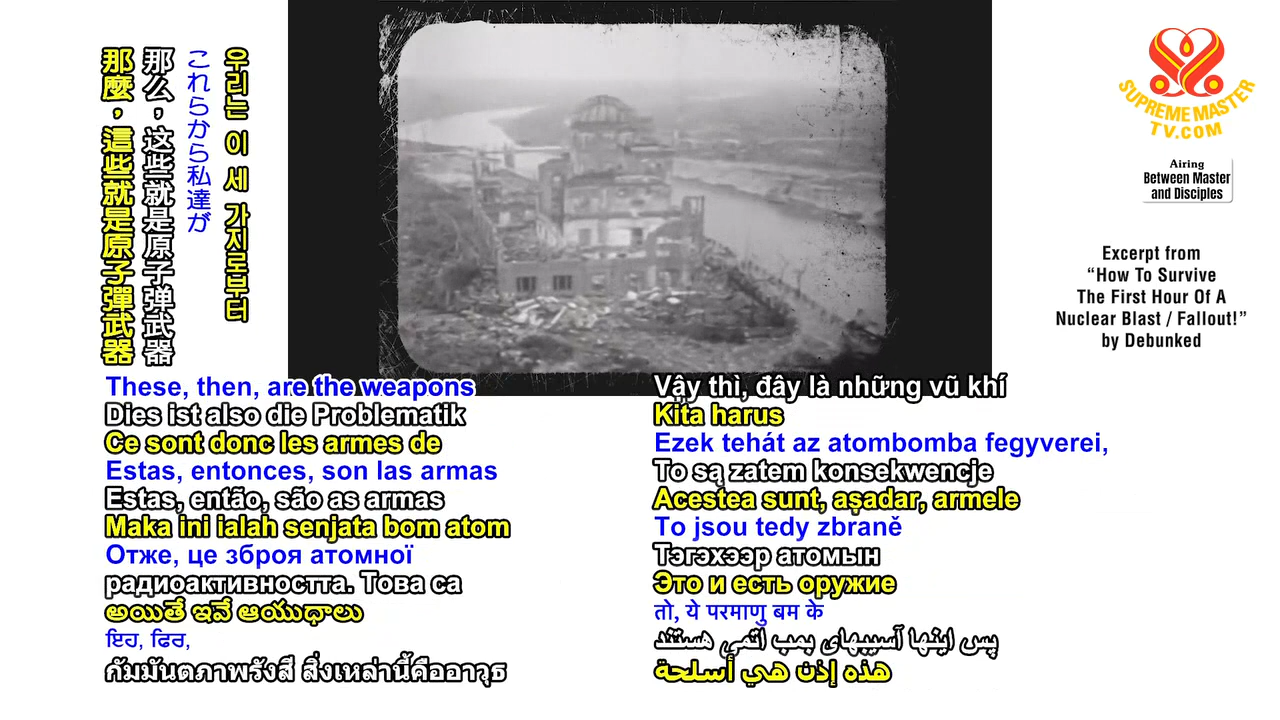 那麼，這些就是原子彈武器
那么，这些就是原子弹武器
これらから私達が
우리는 이 세 가지로부터
These, then, are the weapons
Dies ist also die Problematik
Ce sont donc les armes de
Estas, entonces, son las armas
Estas, então, são as armas
Maka ini ialah senjata bom atom
Отже, це зброя атомної
радиоактивността. Това са
అయితే ఇవే ఆయుధాలు
ਇਹ, ਫਿਰ,
กัมมันตภาพรังสี สิ่งเหล่านี้คืออาวุธ
Vậy thì, đây là những vũ khí
Kita harus
Ezek tehát az atombomba fegyverei,
To są zatem konsekwencje
Acestea sunt, așadar, armele
To jsou tedy zbraně
Тэгэхээр атомын
Это и есть оружие
तो, ये परमाणु बम के
پس اینها آسیبهای بمب اتمی هستند
هذه إذن هي أسلحة
SUPREME MASTER
TV.COM
Airing
Between Master
and Disciples
Excerpt from
“How To Survive
The First Hour Of A
Nuclear Blast / Fallout!”
by Debunked